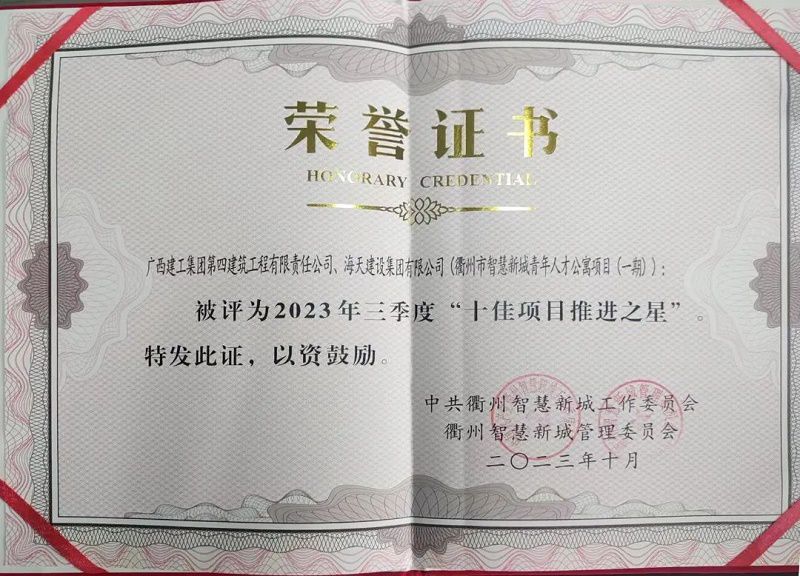 荣誉证书
HONORARY CREDENTIAL
广西建工集团第四建筑工程有限责任公司、海天建设集团有限公司（衢州市智慧新城青年人才公寓项目（一期））：
被评为2023年三季度“十佳项目推进之星”。
特发此证，以资鼓励。
中共衢州智慧新城工作委员会
衢州智慧新城管理委员会
二〇二三年十月